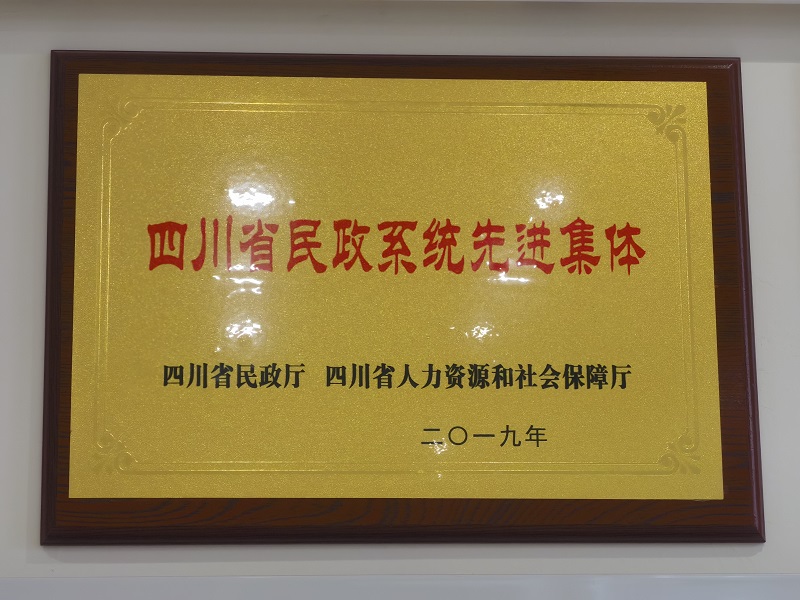 四川省民政系统先进集体
四川省民政厅 四川省人力资源和社会保障厅
二〇一九年